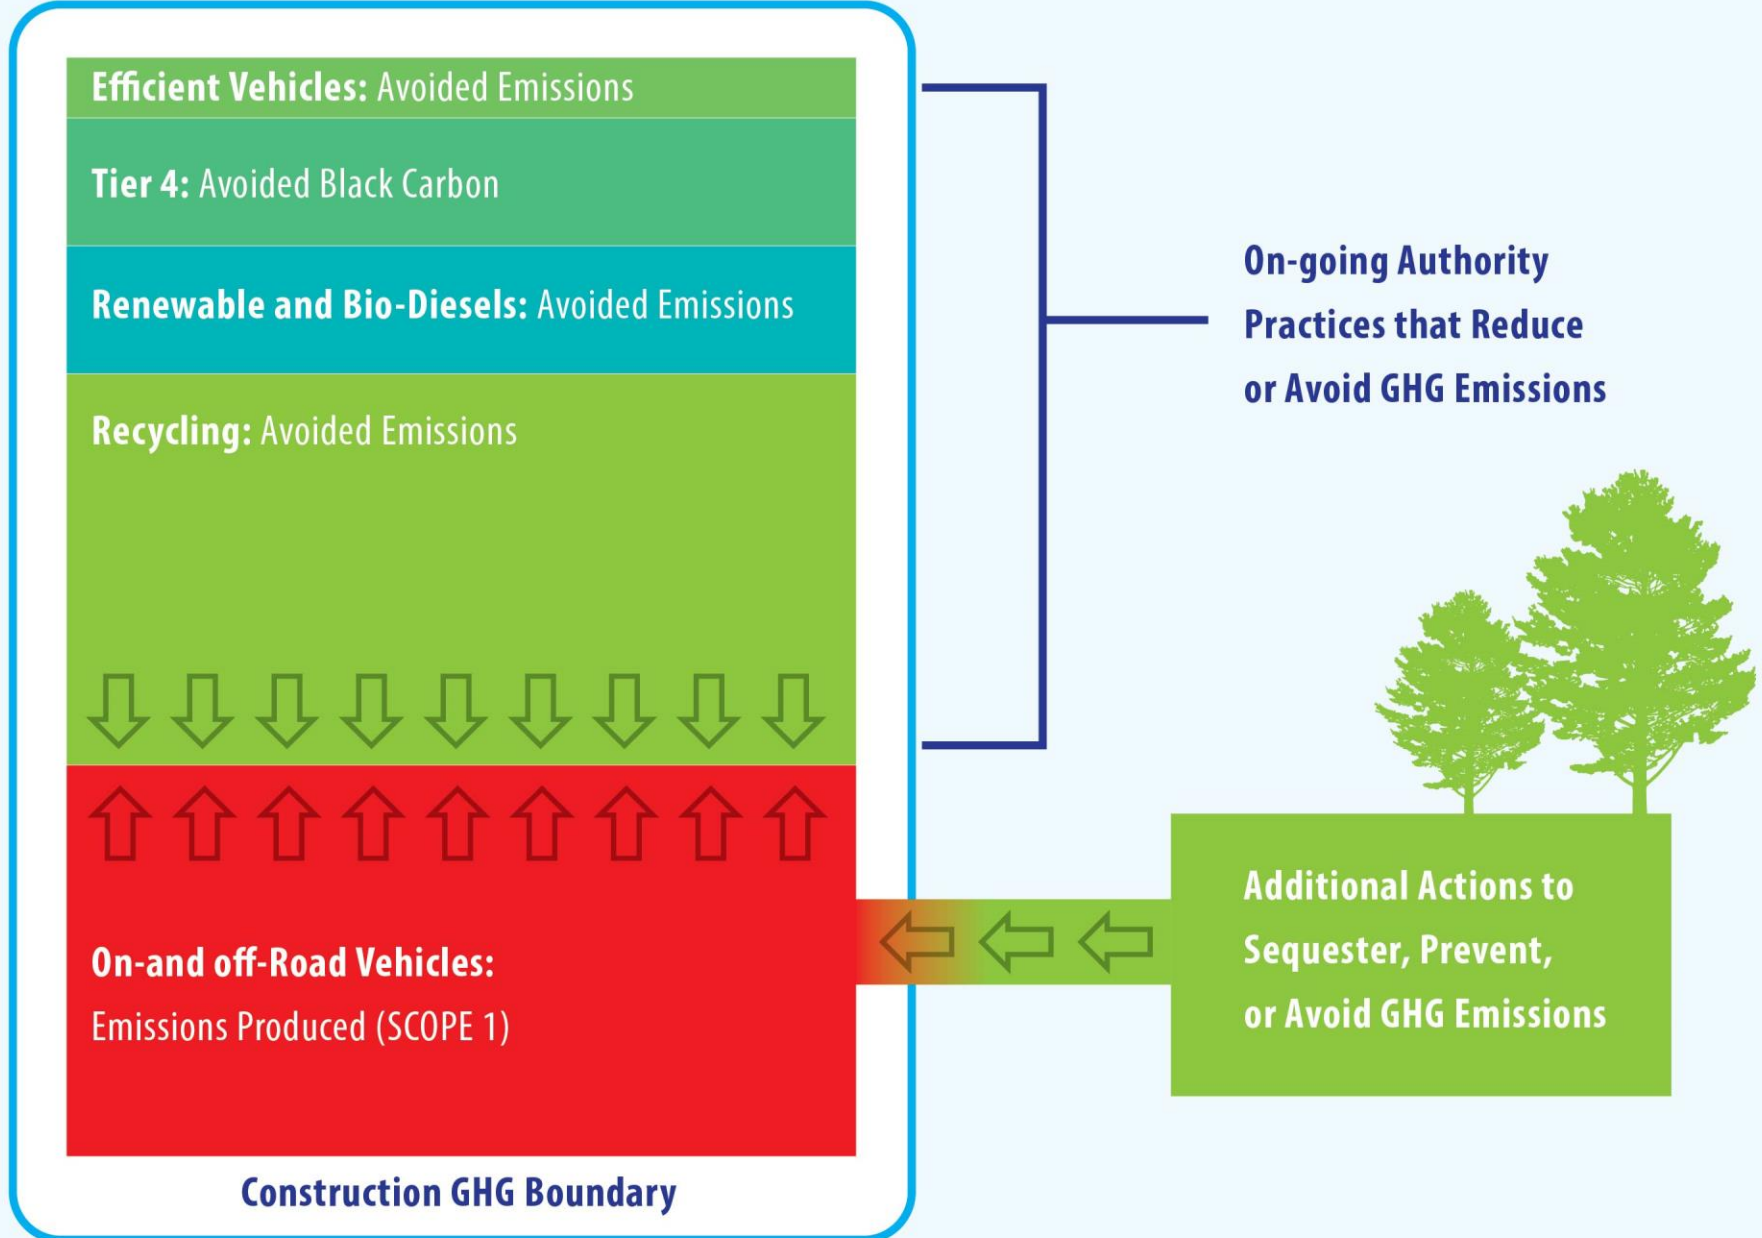 Efficient Vehicles: Avoided Emissions
Tier 4: Avoided Black Carbon
Renewable and Bio-Diesels: Avoided Emissions
Recycling: Avoided Emissions
On-and off-Road Vehicles:
Emissions Produced (SCOPE 1)
Construction GHG Boundary
On-going Authority
Practices that Reduce
or Avoid GHG Emissions
Additional Actions to
Sequester, Prevent,
or Avoid GHG Emissions